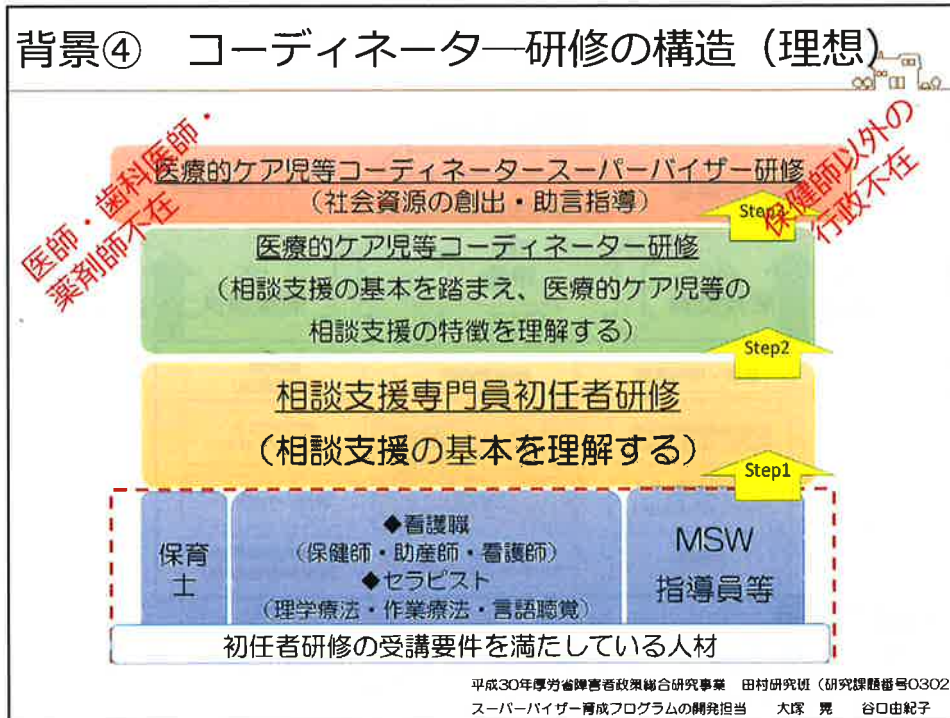 背景④ コーディネーター研修の構造（理想）
医師・歯科医師・
薬剤師不在
保健師以外の
行政不在
医療的ケア児等コーディネータースーパーバイザー研修
（社会資源の創出・助言指導）
医療的ケア児等コーディネーター研修
（相談支援の基本を踏まえ、医療的ケア児等の
相談支援の特徴を理解する）
Step2
相談支援専門員初任者研修
（相談支援の基本を理解する）
Step1
保育
士
◆看護職
（保健師・助産師・看護師）
◆セラピスト
（理学療法・作業療法・言語聴覚）
MSW
指導員等
初任者研修の受講要件を満たしている人材
平成30年厚労省障害者政策総合研究事業 田村研究班（研究課題番号0302
スーパーバイザー育成プログラムの開発担当 大塚 晃 谷口由紀子